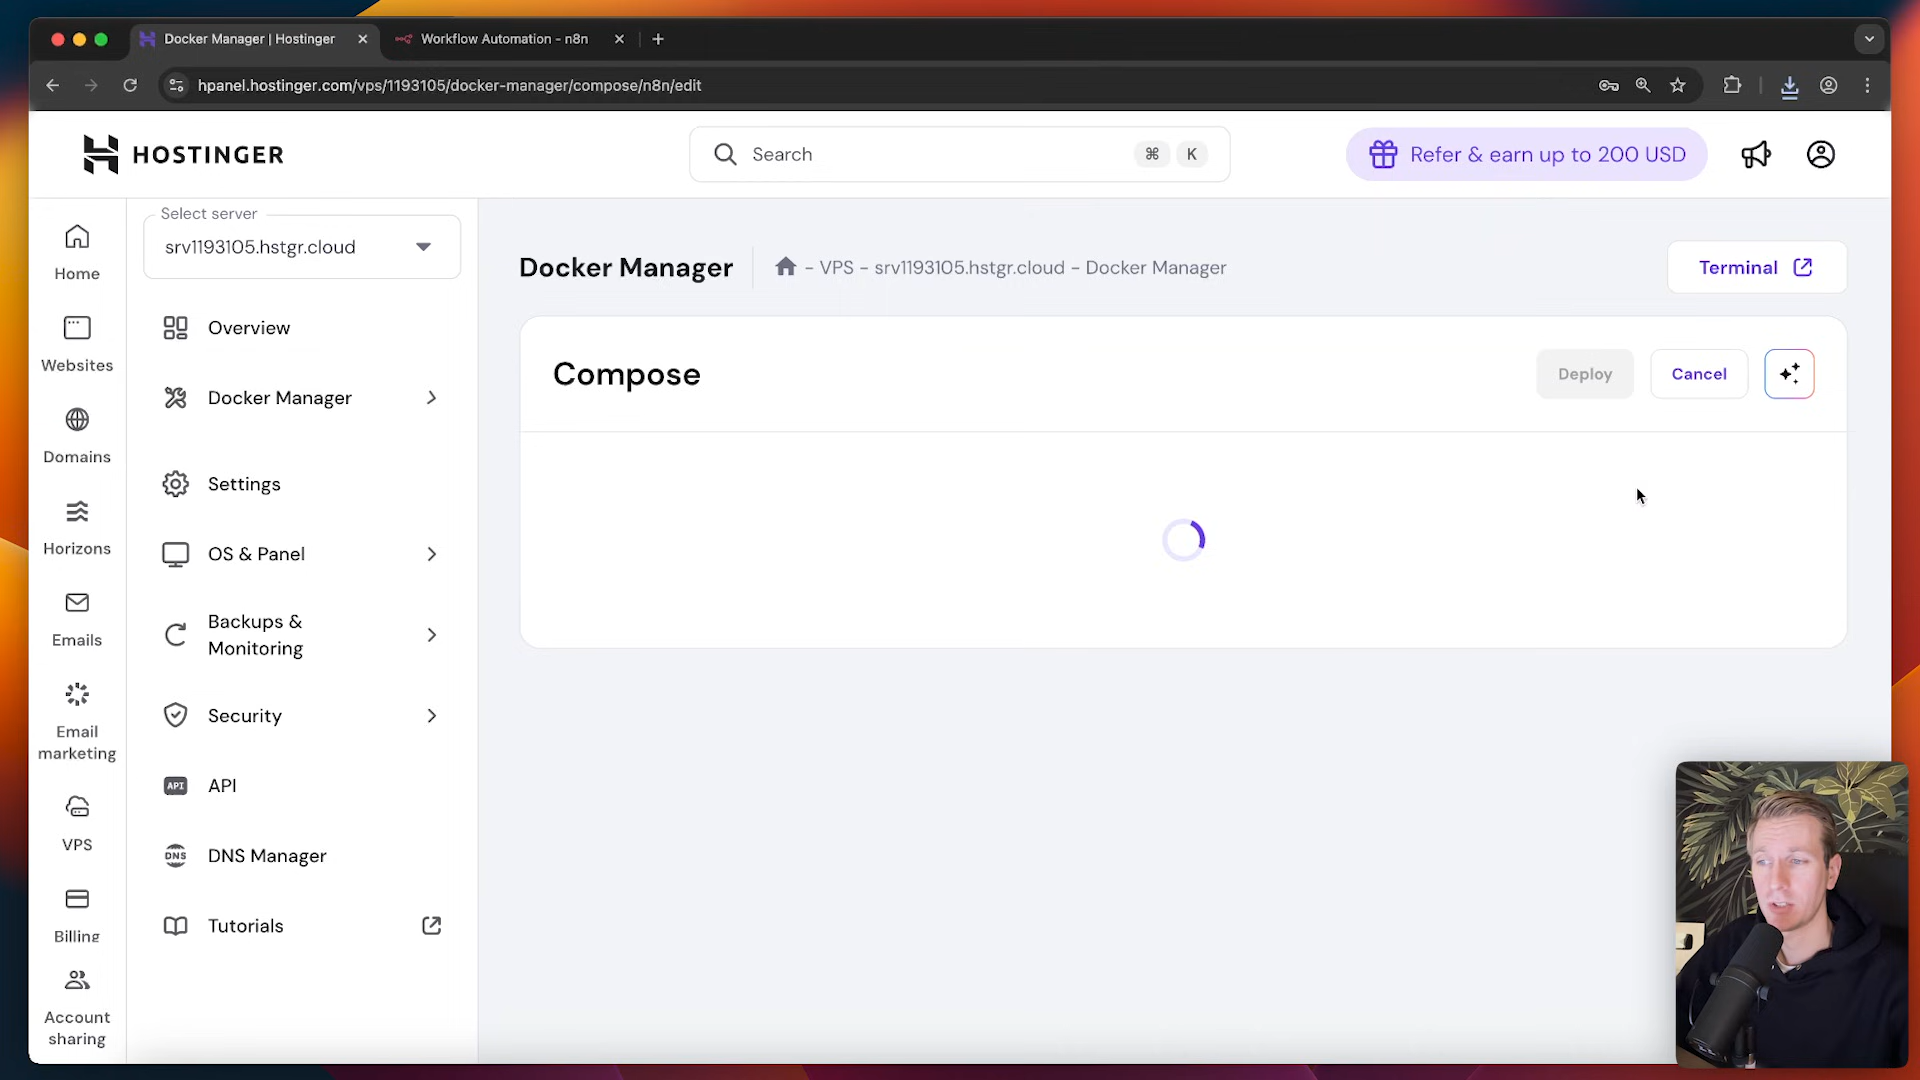 Docker Manager | Hostinger
Workflow Automation - n8n
hpanel.hostinger.com/vps/1193105/docker-manager/compose/n8n/edit
HOSTINGER
Search
⌘ K
Refer & earn up to 200 USD
Home
Websites
Domains
Horizons
Emails
Email
marketing
VPS
Billing
Account
sharing
Select server
srv1193105.hstgr.cloud
Overview
Docker Manager
Settings
OS & Panel
Backups &
Monitoring
Security
API
API
DNS
DNS Manager
Tutorials
Docker Manager
- VPS - srv1193105.hstgr.cloud - Docker Manager
Terminal
Compose
Deploy
Cancel